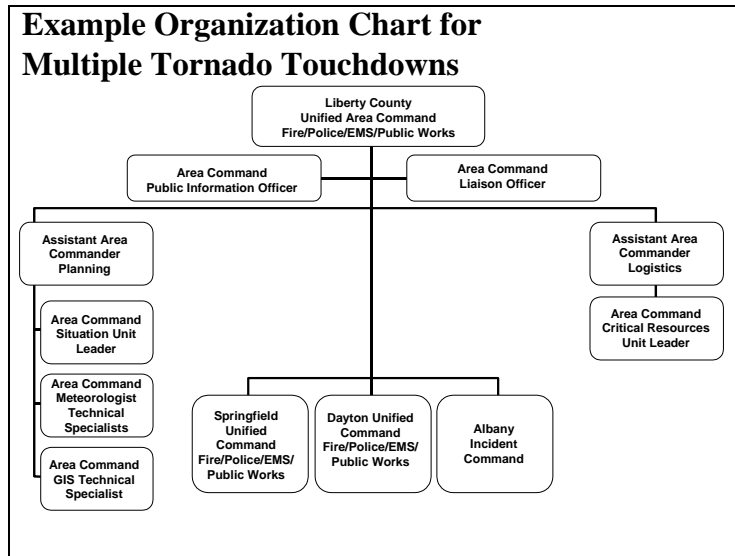 Example Organization Chart for
Multiple Tornado Touchdowns
Liberty County
Unified Area Command
Fire/Police/EMS/Public Works
Area Command
Public Information Officer
Area Command
Liaison Officer
Assistant Area
Commander
Planning
Assistant Area
Commander
Logistics
Area Command
Situation Unit
Leader
Area Command
Critical Resources
Unit Leader
Area Command
Meteorologist
Technical
Specialists
Area Command
GIS Technical
Specialist
Springfield
Unified
Command
Fire/Police/EMS/
Public Works
Dayton Unified
Command
Fire/Police/EMS/
Public Works
Albany
Incident
Command